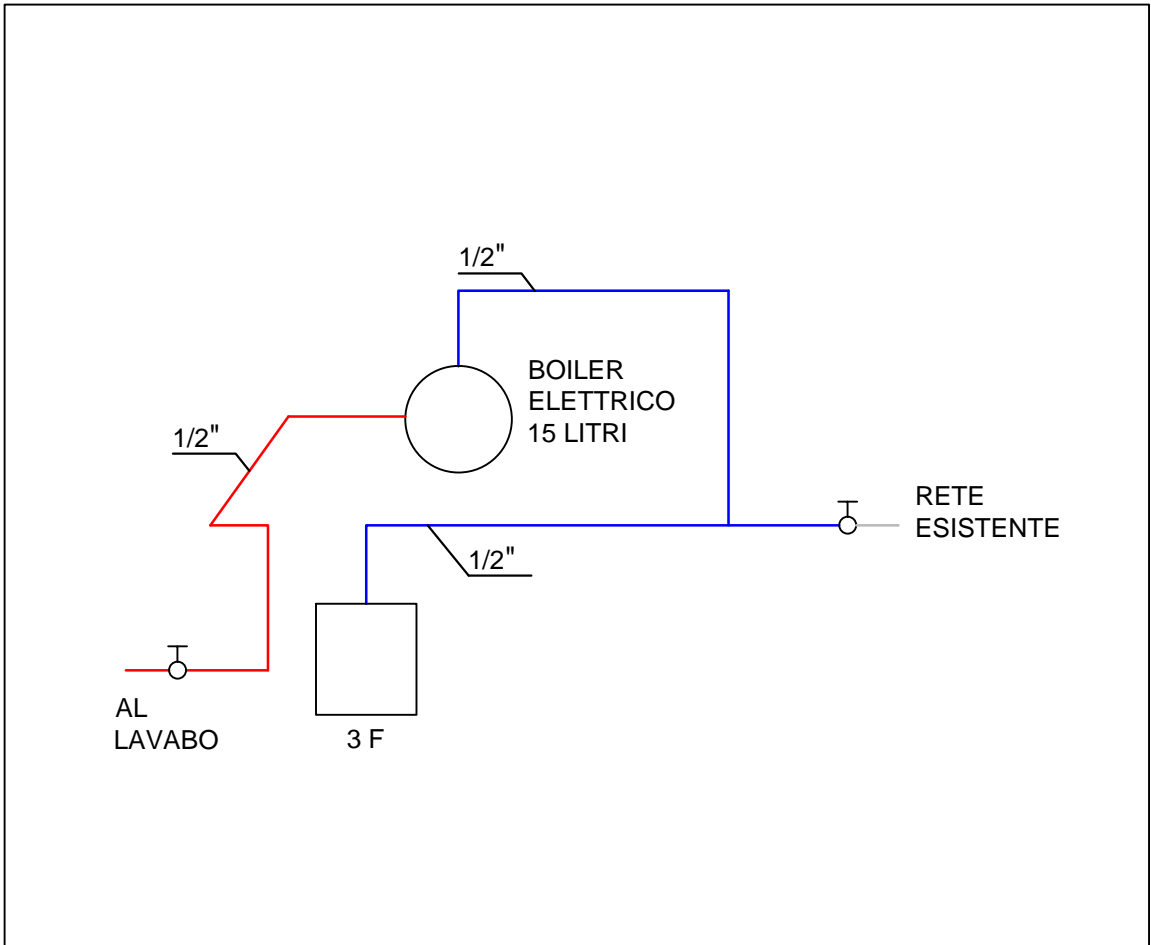 1/2"
BOILER
ELETTRICO
15 LITRI
1/2"
RETE
ESISTENTE
1/2"
AL
LAVABO
3 F